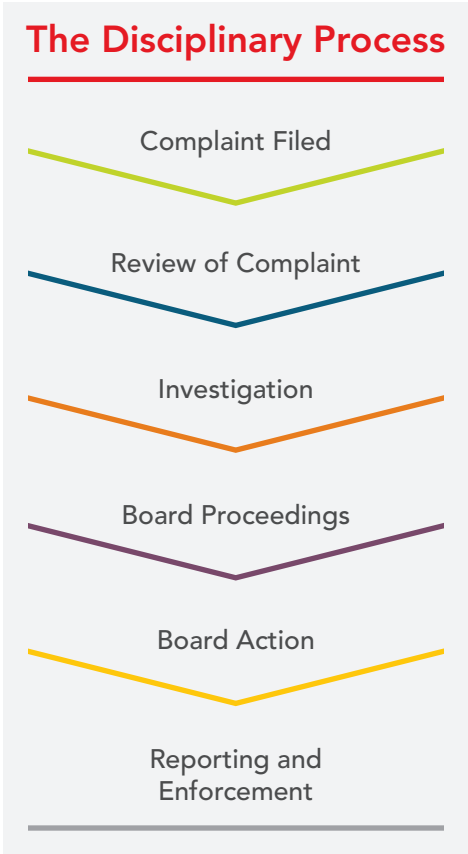 The Disciplinary Process
Complaint Filed
Review of Complaint
Investigation
Board Proceedings
Board Action
Reporting and
Enforcement